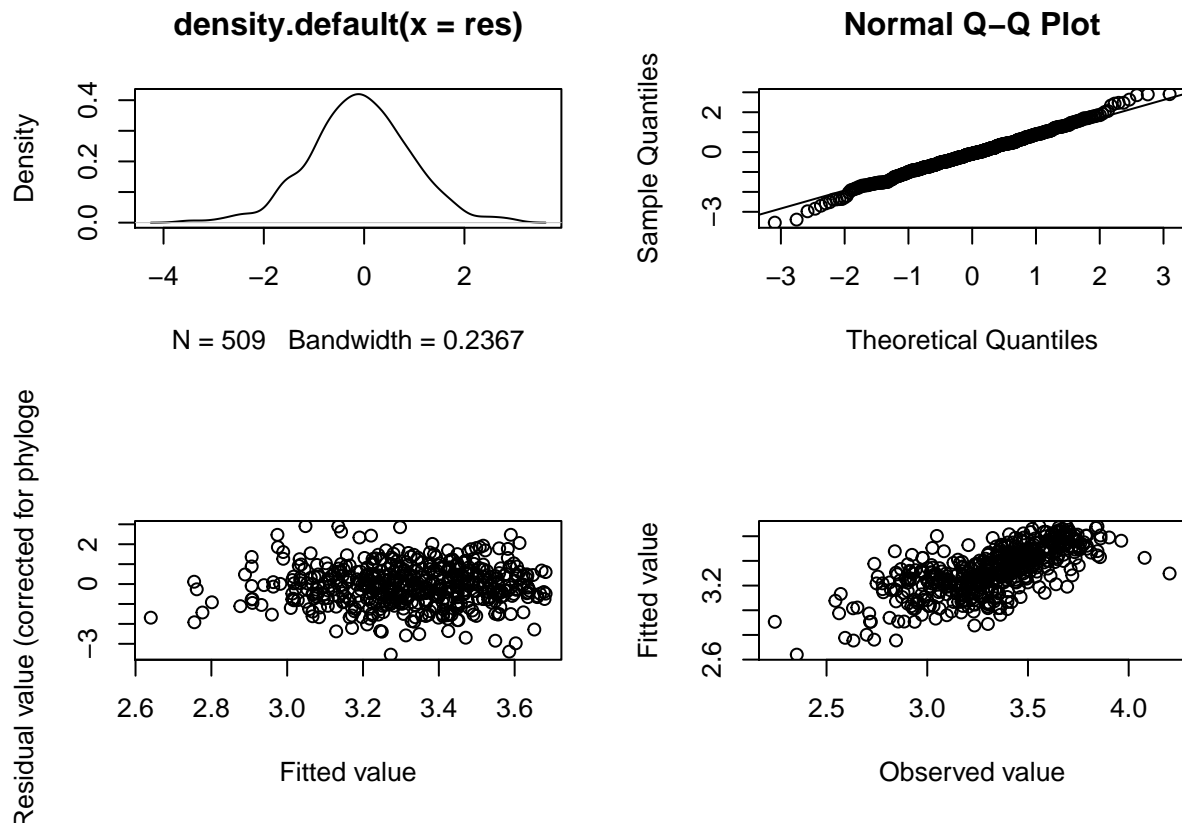 density.default(x = res)
Density
0.0 0.2 0.4
−4 −2 0 2
N = 509 Bandwidth = 0.2367
Normal Q−Q Plot
Sample Quantiles
−3 0 2
−3 −2 −1 0 1 2 3
Theoretical Quantiles
Residual value (corrected for phyloge
−3 0 2
2.6 2.8 3.0 3.2 3.4 3.6
Fitted value
Fitted value
2.6 3.2
2.5 3.0 3.5 4.0
Observed value